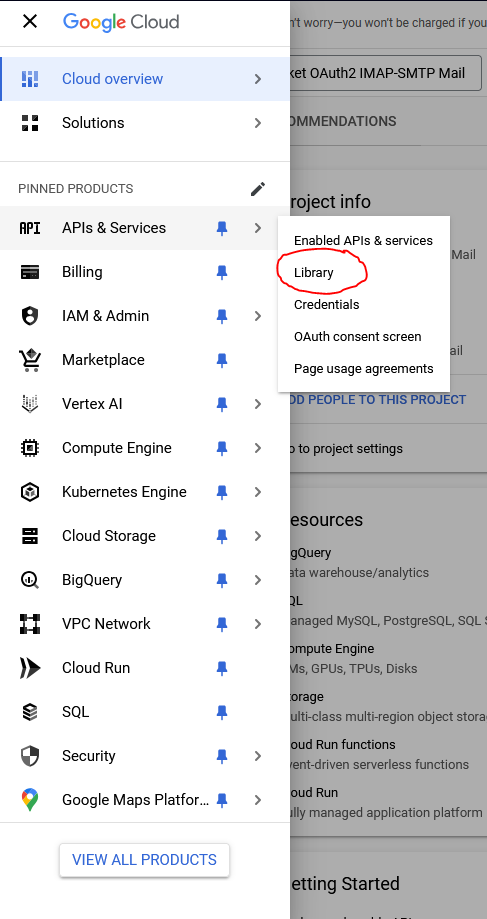 Google Cloud
't worry—you won't be charged if you
Cloud overview
ket OAuth2 IMAP-SMTP Mail
Solutions
OMMENDATIONS
PINNED PRODUCTS
roject info
APIs & Services
Enabled APIs & services
Mail
Billing
Library
Credentials
IAM & Admin
OAuth consent screen
ail
Marketplace
Page usage agreements
Vertex AI
DD PEOPLE TO THIS PROJECT
Compute Engine
o to project settings
Kubernetes Engine
esources
Cloud Storage
gQuery
ata warehouse/analytics
BigQuery
QL
anaged MySQL, PostgreSQL, SQL S
VPC Network
ompute Engine
Ms, GPUs, TPUs, Disks
Cloud Run
orage
ulti-class multi-region object stora
SQL
loud Run functions
vent-driven serverless functions
Security
loud Run
ully managed application platform
Google Maps Platfor...
VIEW ALL PRODUCTS
etting Started